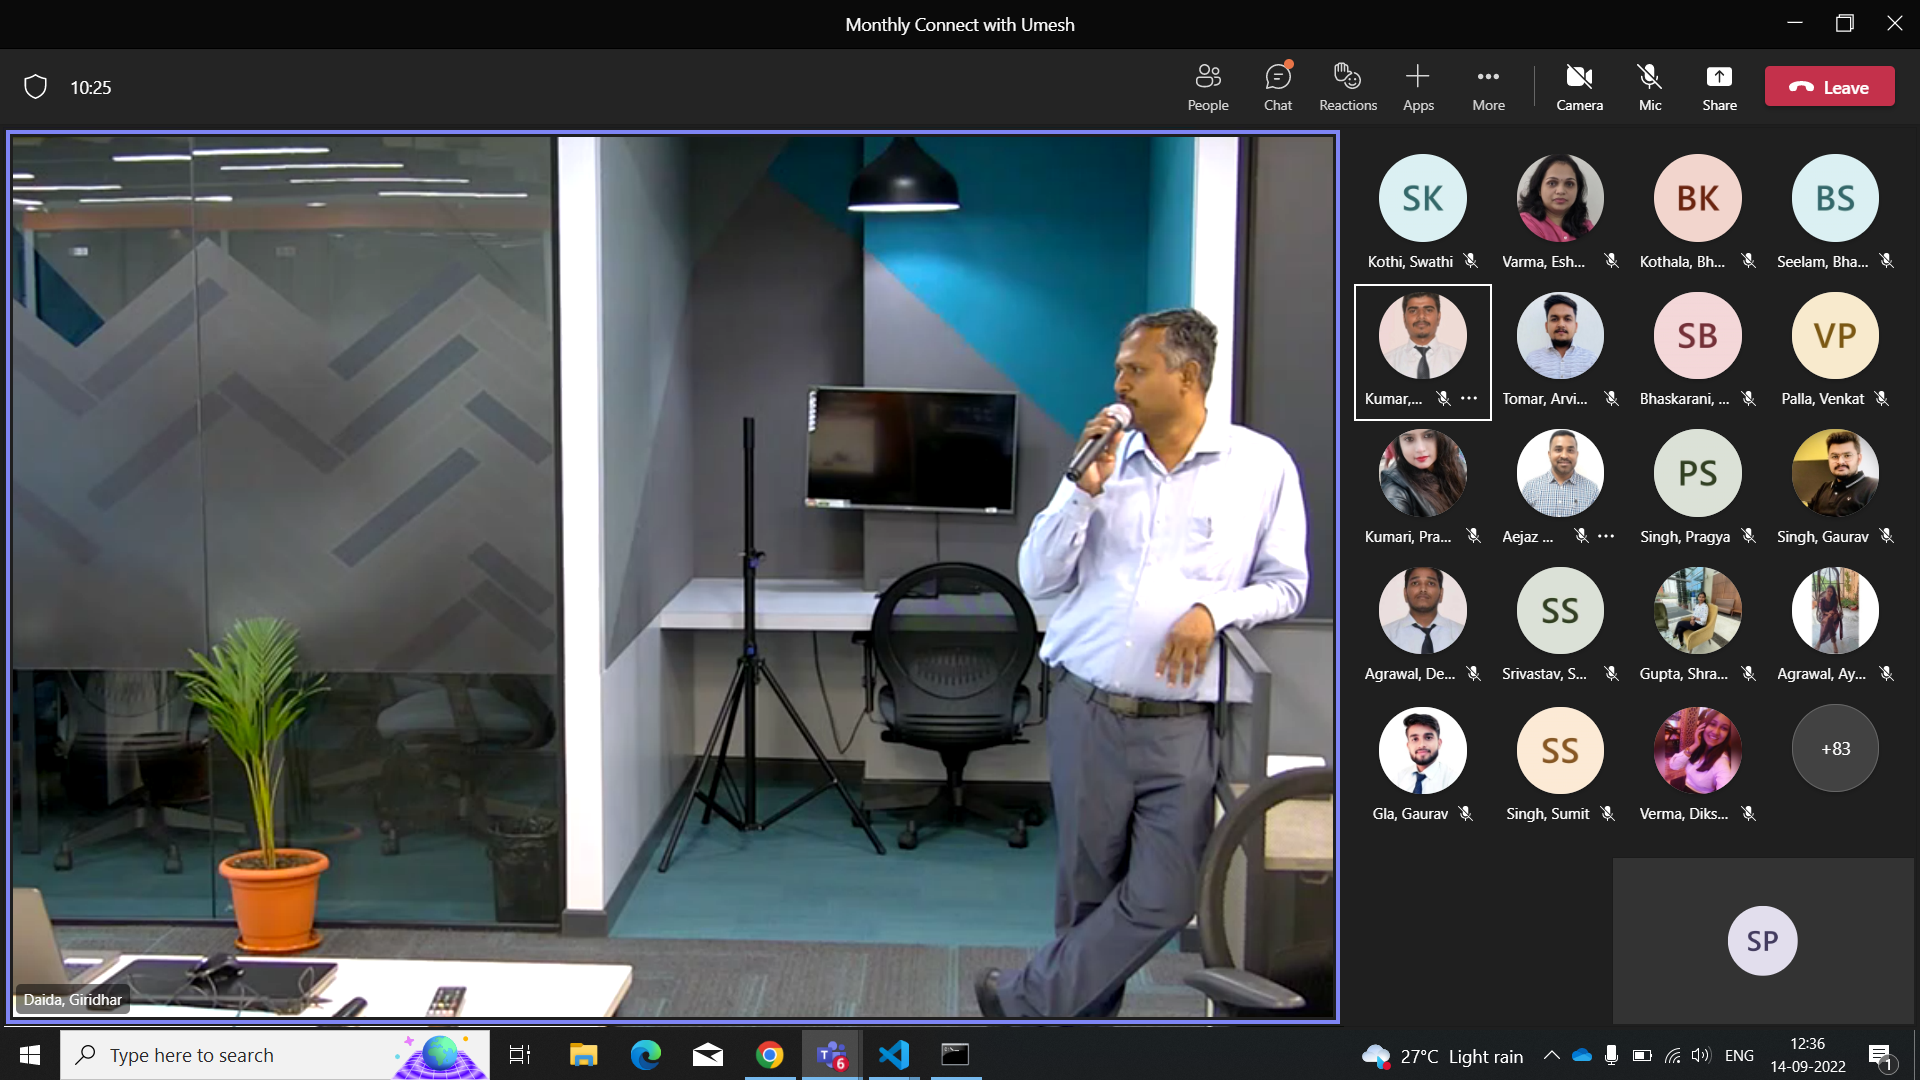 Monthly Connect with Umesh
10:25
People
Chat
Reactions
Apps
More
Camera
Mic
Share
Leave
SK
BK
BS
Kothi, Swathi
Varma, Esh...
Kothala, Bh...
Seelam, Bha...
SB
VP
Kumar,...
Tomar, Arvi...
Bhaskarani, ...
Palla, Venkat
PS
Kumari, Pra...
Aejaz ...
Singh, Pragya
Singh, Gaurav
SS
Agrawal, De...
Srivastav, S...
Gupta, Shra...
Agrawal, Ay...
SS
+83
Gla, Gaurav
Singh, Sumit
Verma, Diks...
SP
Daida, Giridhar
Type here to search
6
27°C Light rain
ENG
12:36
14-09-2022
1